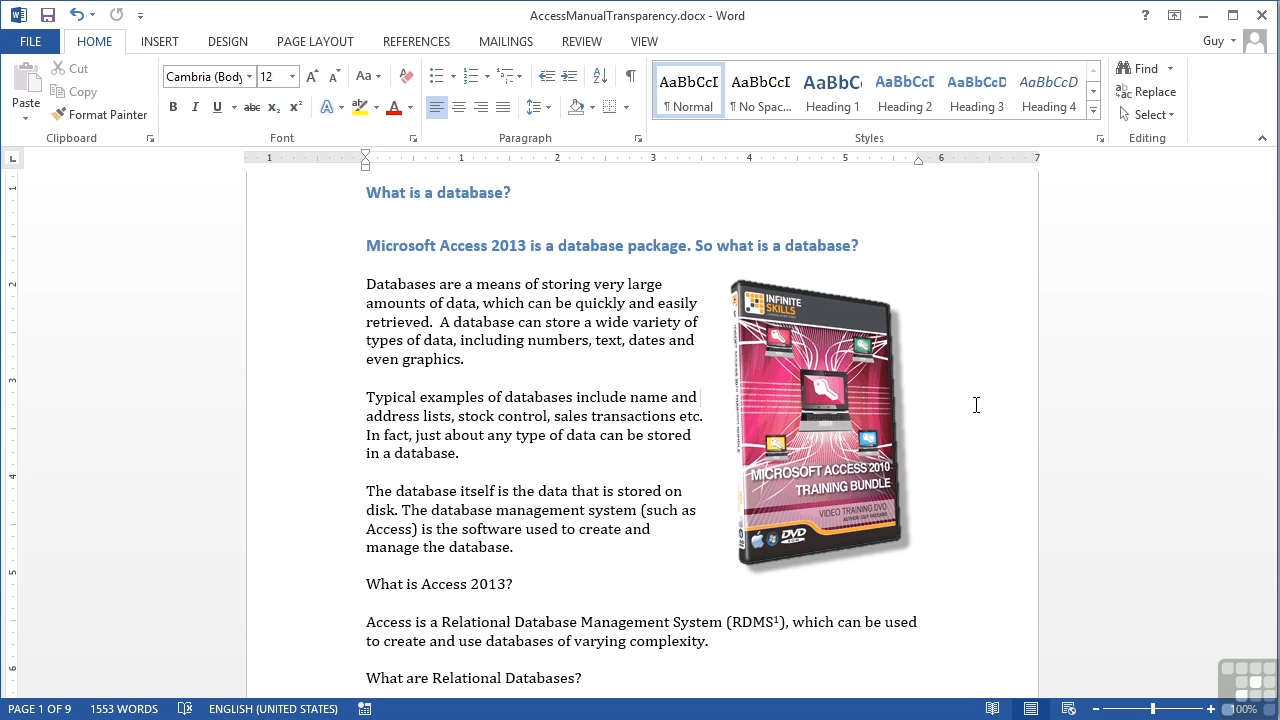 AccessManualTransparency.docx - Word
FILE HOME INSERT DESIGN PAGE LAYOUT REFERENCES MAILINGS REVIEW VIEW Guy
Paste
Cut
Copy
Format Painter
Clipboard
Cambria (Body 12
Font
Paragraph
AaBbCcI AaBbCcI AaBbC AaBbCcI AaBbCcD AaBbCcD
¶ Normal ¶ No Spac... Heading 1 Heading 2 Heading 3 Heading 4
Styles
Find
Replace
Select
Editing
1 1 2 3 4 5 6 7
What is a database?
Microsoft Access 2013 is a database package. So what is a database?
Databases are a means of storing very large
amounts of data, which can be quickly and easily
retrieved. A database can store a wide variety of
types of data, including numbers, text, dates and
even graphics.
Typical examples of databases include name and
address lists, stock control, sales transactions etc.
In fact, just about any type of data can be stored
in a database.
The database itself is the data that is stored on
disk. The database management system (such as
Access) is the software used to create and
manage the database.
INFINITE
SKILLS
MICROSOFT ACCESS 2010
TRAINING BUNDLE
VIDEO TRAINING DVD
DVD
What is Access 2013?
Access is a Relational Database Management System (RDMS¹), which can be used
to create and use databases of varying complexity.
What are Relational Databases?
PAGE 1 OF 9 1553 WORDS ENGLISH (UNITED STATES) 100%